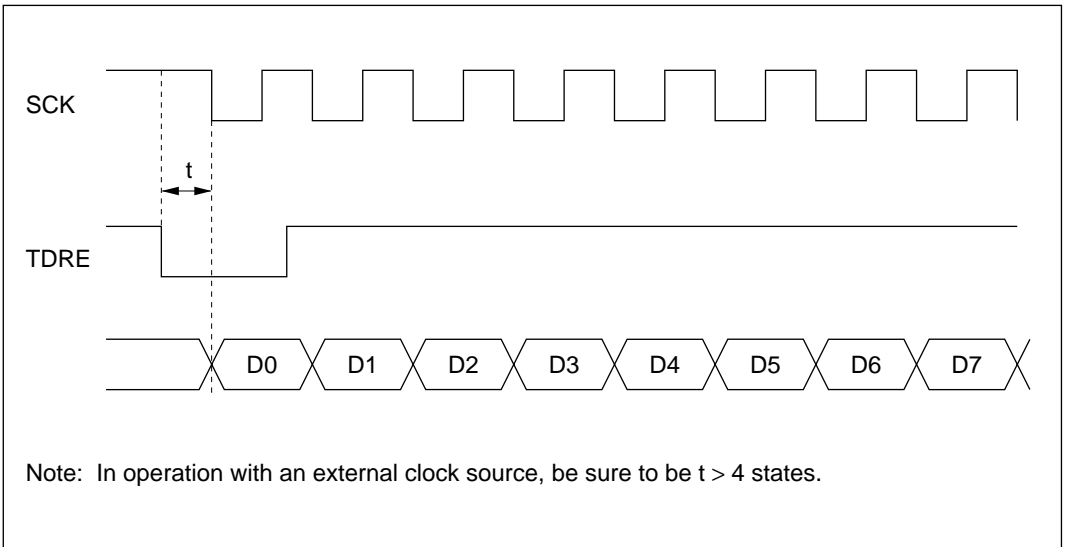 SCK
t
TDRE
D0 D1 D2 D3 D4 D5 D6 D7
Note: In operation with an external clock source, be sure to be t > 4 states.